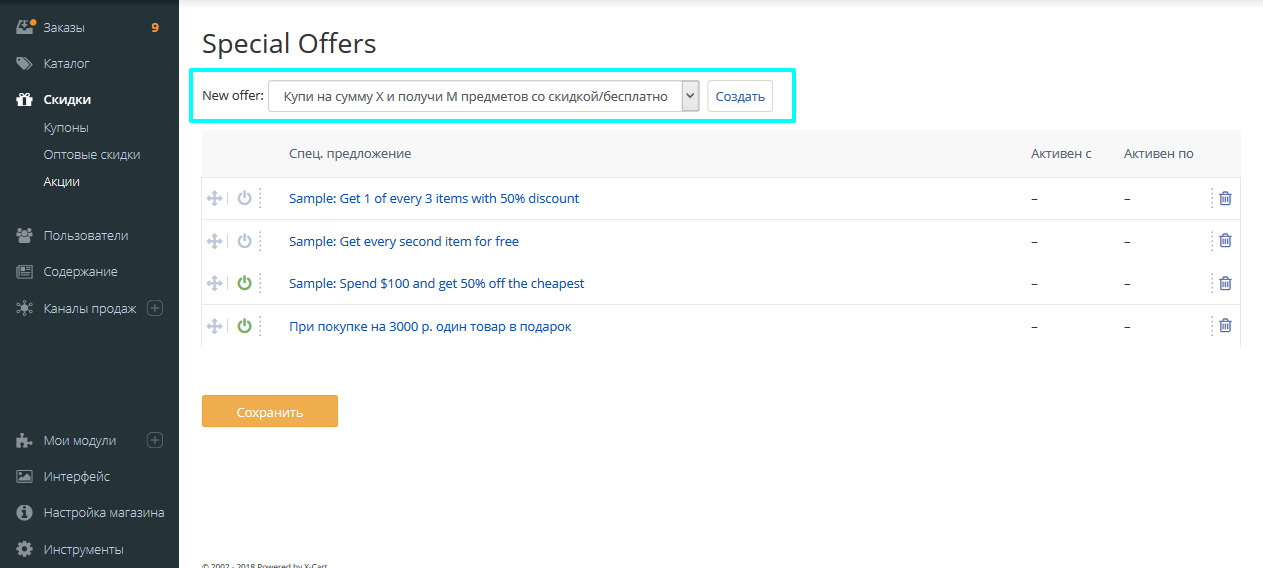 Заказы 9
Каталог
Скидки
Купоны
Оптовые скидки
Акции
Пользователи
Содержание
Каналы продаж
Мои модули
Интерфейс
Настройка магазина
Инструменты
Special Offers
New offer: Купи на сумму X и получи M предметов со скидкой/бесплатно Создать
Спец. предложение Активен с Активен по
Sample: Get 1 of every 3 items with 50% discount – –
Sample: Get every second item for free – –
Sample: Spend $100 and get 50% off the cheapest – –
При покупке на 3000 р. один товар в подарок – –
Сохранить
© 2002 - 2018 Powered by X-Cart